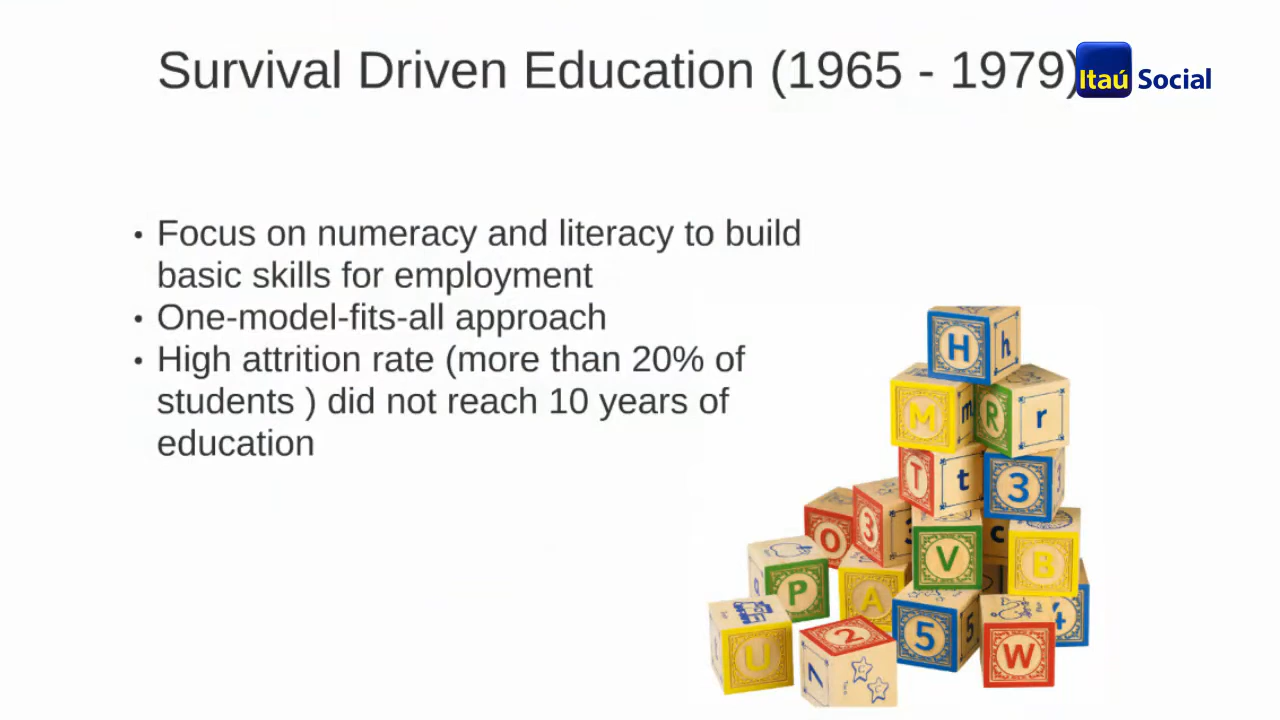 Survival Driven Education (1965 - 1979)
Itaú Social
• Focus on numeracy and literacy to build
basic skills for employment
• One-model-fits-all approach
• High attrition rate (more than 20% of
students ) did not reach 10 years of
education
H h
M m R r
T t 3
O 3 V c B
P A
U 2 5 5 W 4